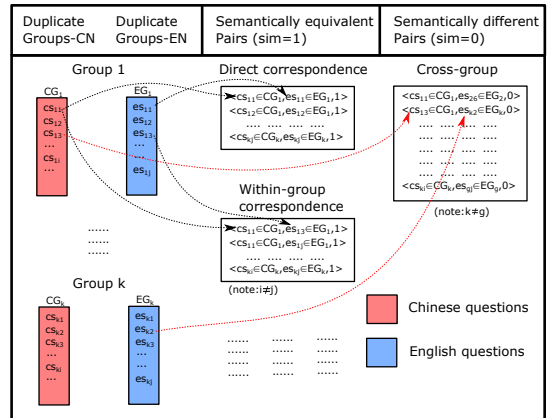 Duplicate Groups-CN
Duplicate Groups-EN
Semantically equivalent Pairs (sim=1)
Semantically different Pairs (sim=0)
Group 1
CG₁
cs₁₁
cs₁₂
cs₁₃
...
cs₁ᵢ
...
EG₁
es₁₁
es₁₂
es₁₃
...
...
es₁ⱼ
Direct correspondence
<cs₁₁∈CG₁,es₁₁∈EG₁,1>
<cs₁₂∈CG₁,es₁₂∈EG₁,1>
.... .... .... ....
<csₖⱼ∈CGₖ,esₖⱼ∈EGₖ,1>
Within-group correspondence
<cs₁₁∈CG₁,es₁₃∈EG₁,1>
<cs₁₁∈CG₁,es₁ⱼ∈EG₁,1>
.... .... .... ....
<csₖᵢ∈CGₖ,esₖⱼ∈EGₖ,1>
(note:i≠j)
Cross-group
<cs₁₁∈CG₁,es₂₆∈EG₂,0>
<cs₁₃∈CG₁,esₖ₂∈EGₖ,0>
.... .... .... ....
.... .... .... ....
.... .... .... ....
.... .... .... ....
<csₖᵢ∈CGₖ,es_gj∈EG_g,0>
(note:k≠g)
......
......
......
Group k
CGₖ
csₖ₁
csₖ₂
csₖ₃
...
csₖᵢ
...
EGₖ
esₖ₁
esₖ₂
esₖ₃
...
...
esₖⱼ
...... ...... ......
...... ...... ......
...... ...... ......
Chinese questions
English questions